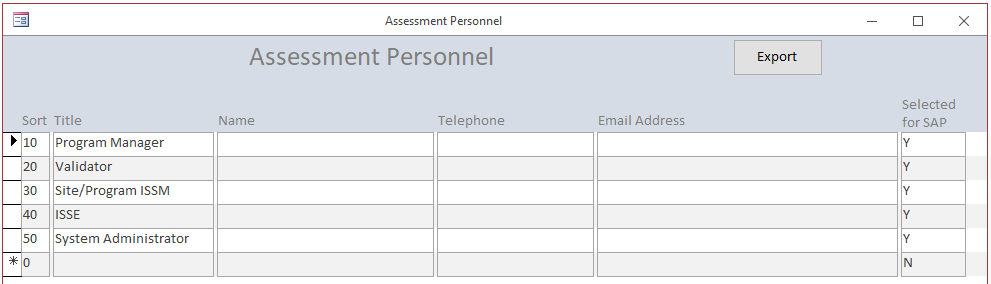 Assessment Personnel
Assessment Personnel
Export
Selected
Sort Title Name Telephone Email Address for SAP
10 Program Manager Y
20 Validator Y
30 Site/Program ISSM Y
40 ISSE Y
50 System Administrator Y
* 0 N